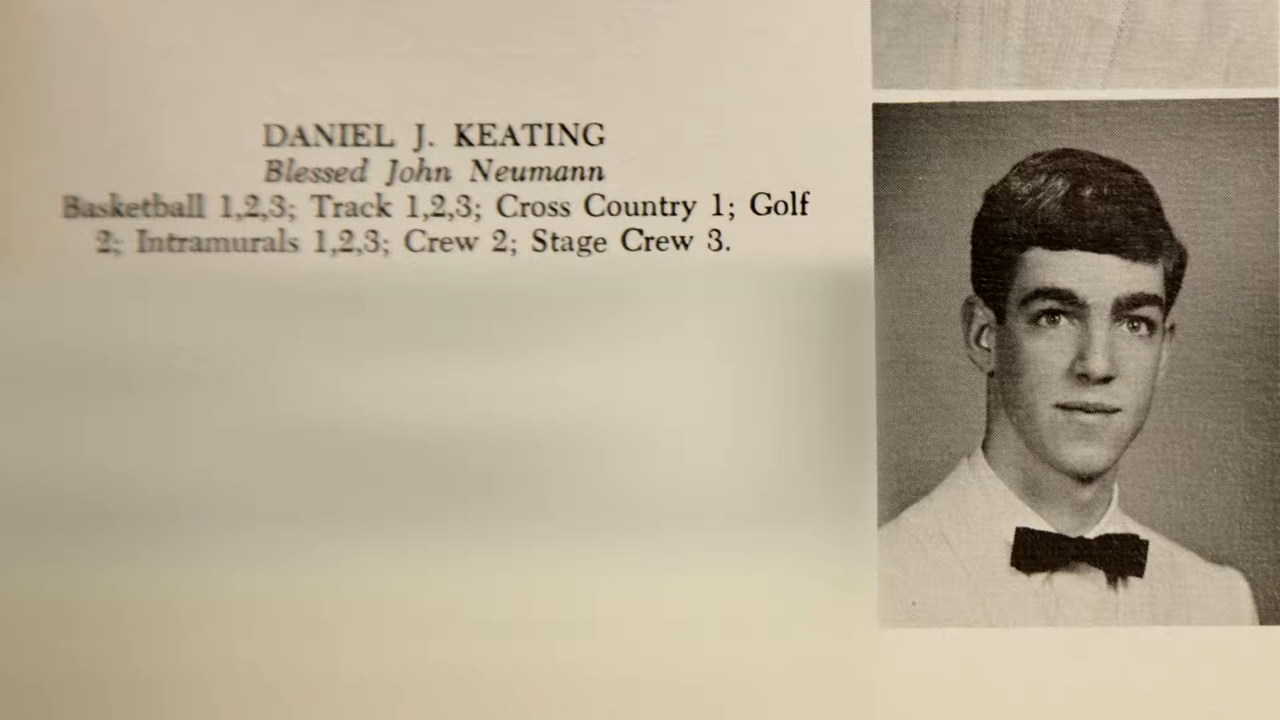 DANIEL J. KEATING
Blessed John Neumann
Basketball 1,2,3; Track 1,2,3; Cross Country 1; Golf
2; Intramurals 1,2,3; Crew 2; Stage Crew 3.